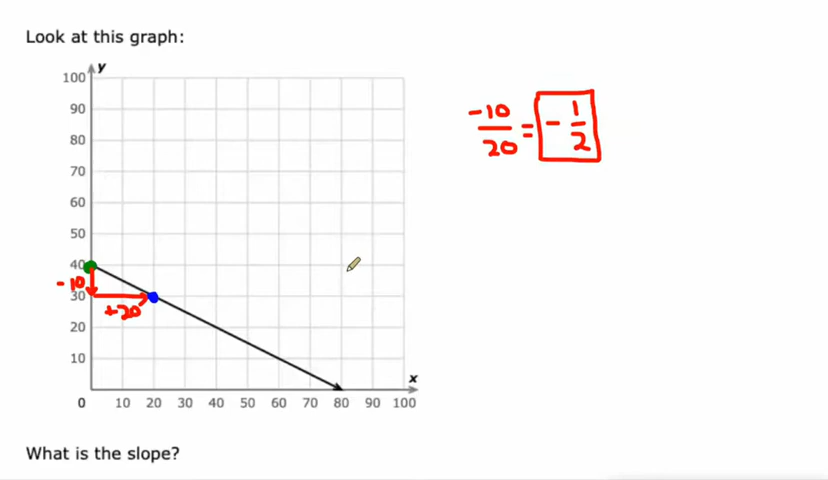 Look at this graph:
y
100
90
80
70
60
50
40
30
20
10
-10
+20
x
0 10 20 30 40 50 60 70 80 90 100
-10/20 = -1/2
What is the slope?